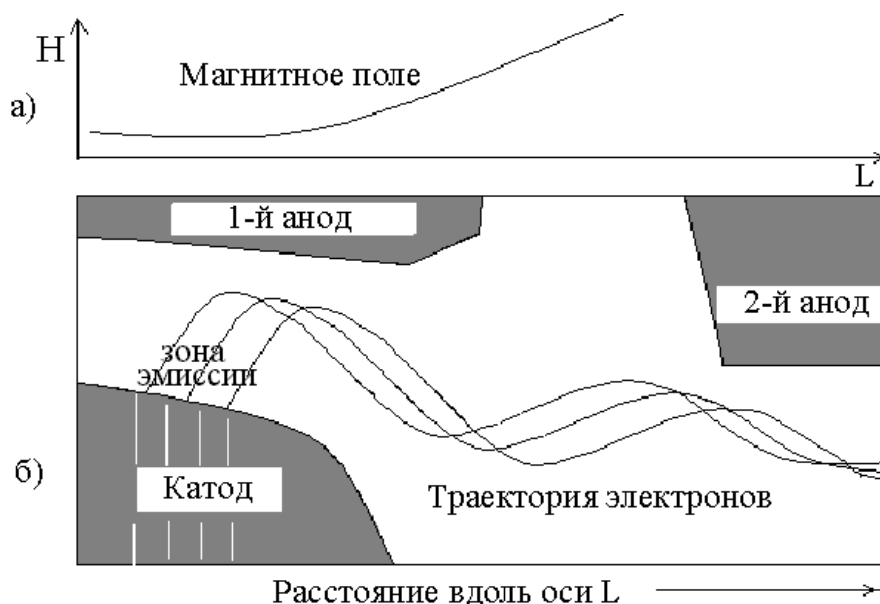 H
Магнитное поле
а)
L
1-й анод
2-й анод
зона
эмиссии
б)
Катод
Траектория электронов
Расстояние вдоль оси L